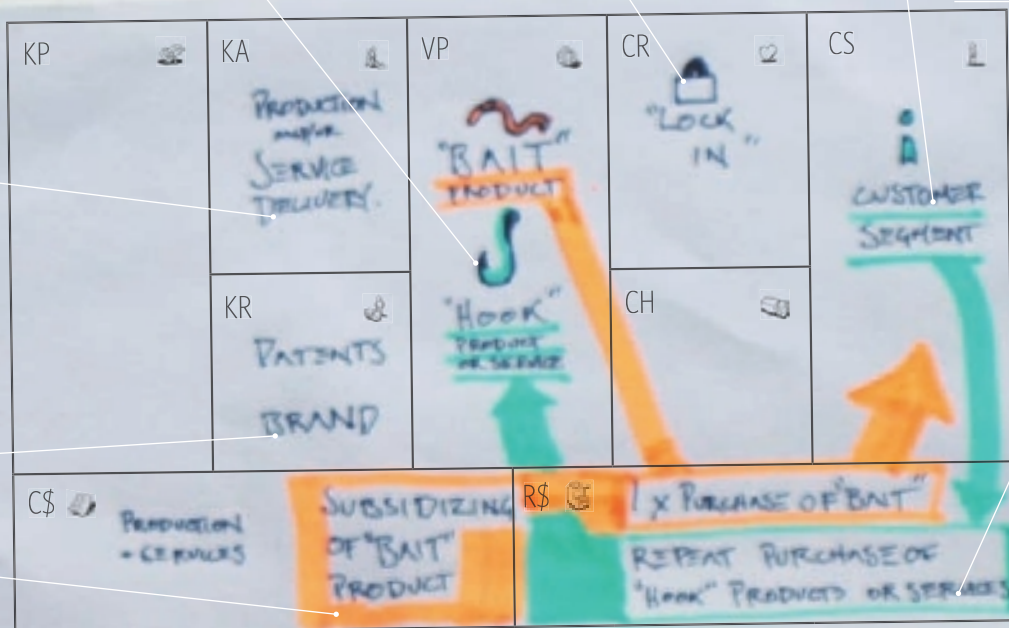 KP
KA
PRODUCTION
and/or
SERVICE
DELIVERY.
VP
"BAIT"
PRODUCT
"HOOK"
PRODUCT
OR SERVICE
CR
"LOCK
IN"
CS
CUSTOMER
SEGMENT
KR
PATENTS
BRAND
CH
C$
PRODUCTION
+ SERVICES
SUBSIDIZING
OF "BAIT"
PRODUCT
R$
1 x PURCHASE OF "BAIT"
REPEAT PURCHASE OF
"HOOK" PRODUCTS OR SERVICES